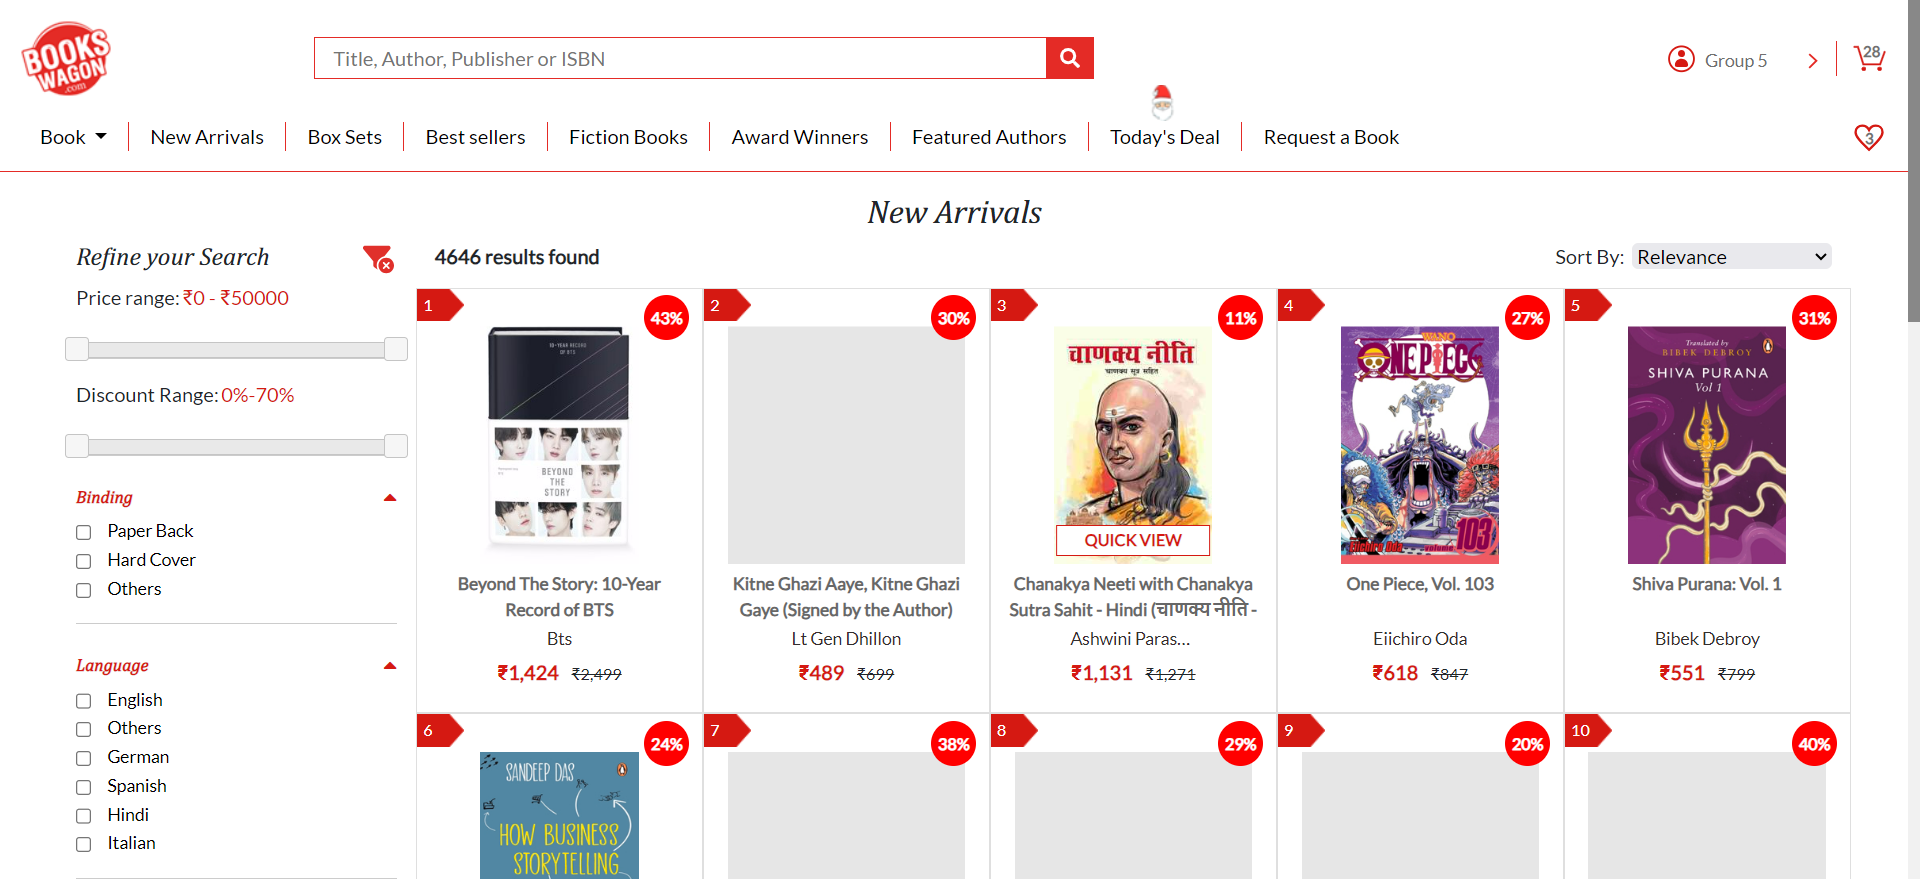 BOOKS
WAGON
.com
Title, Author, Publisher or ISBN
Group 5
28
Book
New Arrivals
Box Sets
Best sellers
Fiction Books
Award Winners
Featured Authors
Today's Deal
Request a Book
3
New Arrivals
Refine your Search
4646 results found
Sort By: Relevance
Price range: ₹0 - ₹50000
Discount Range: 0%-70%
Binding
Paper Back
Hard Cover
Others
Language
English
Others
German
Spanish
Hindi
Italian
1
43%
10-YEAR RECORD
OF BTS
BEYOND
THE
STORY
Beyond The Story: 10-Year
Record of BTS
Bts
₹1,424 ₹2,499
2
30%
Kitne Ghazi Aaye, Kitne Ghazi
Gaye (Signed by the Author)
Lt Gen Dhillon
₹489 ₹699
3
11%
चाणक्य नीति
चाणक्य सूत्र सहित
QUICK VIEW
Chanakya Neeti with Chanakya
Sutra Sahit - Hindi (चाणक्य नीति -
Ashwini Paras...
₹1,131 ₹1,271
4
27%
WANO
ONE PIECE
Eiichiro Oda
volume
103
One Piece, Vol. 103
Eiichiro Oda
₹618 ₹847
5
31%
Translated by
BIBEK DEBROY
SHIVA PURANA
Vol 1
Shiva Purana: Vol. 1
Bibek Debroy
₹551 ₹799
6
24%
SANDEEP DAS
HOW BUSINESS
STORYTELLING
7
38%
8
29%
9
20%
10
40%